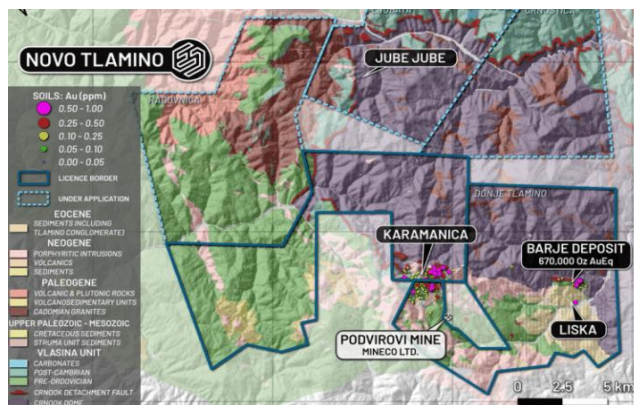 NOVO TLAMINO
SOILS: Au (ppm)
0.50 - 1.00
0.25 - 0.50
0.10 - 0.25
0.05 - 0.10
0.00 - 0.05
LICENCE BORDER
UNDER APPLICATION
EOCENE
SEDIMENTS (INCLUDING
TLAMINO CONGLOMERATE)
NEOGENE
PORPHYRITIC INTRUSIONS
VOLCANICS
SEDIMENTS
PALEOGENE
VOLCANIC & PLUTONIC ROCKS
VOLCANOSEDIMENTARY UNITS
CADOMIAN GRANITES
UPPER PALEOZOIC - MESOZOIC
CRETACEOUS SEDIMENTS
STRUMA UNIT SEDIMENTS
VLASINA UNIT
CARBONATES
POST-CAMBRIAN
PRE-ORDOVICIAN
CRNOOK DETACHMENT FAULT
CRNOOK DOME
RADOVNICA
JUBE JUBE
DONJE TLAMINO
KARAMANICA
BARJE DEPOSIT
670,000 Oz AuEq
LISKA
PODVIROVI MINE
MINECO LTD.
0 2.5 5 km